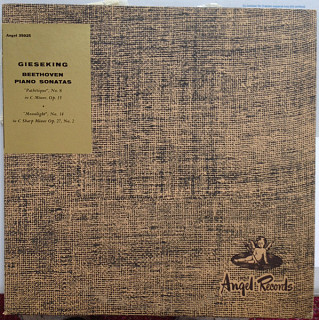 Angel 35025
GIESEKING
BEETHOVEN
PIANO SONATAS
"Pathetique", No. 8
in C Minor, Op. 13
"Moonlight", No. 14
in C Sharp Minor Op. 27, No. 2
Angel Records